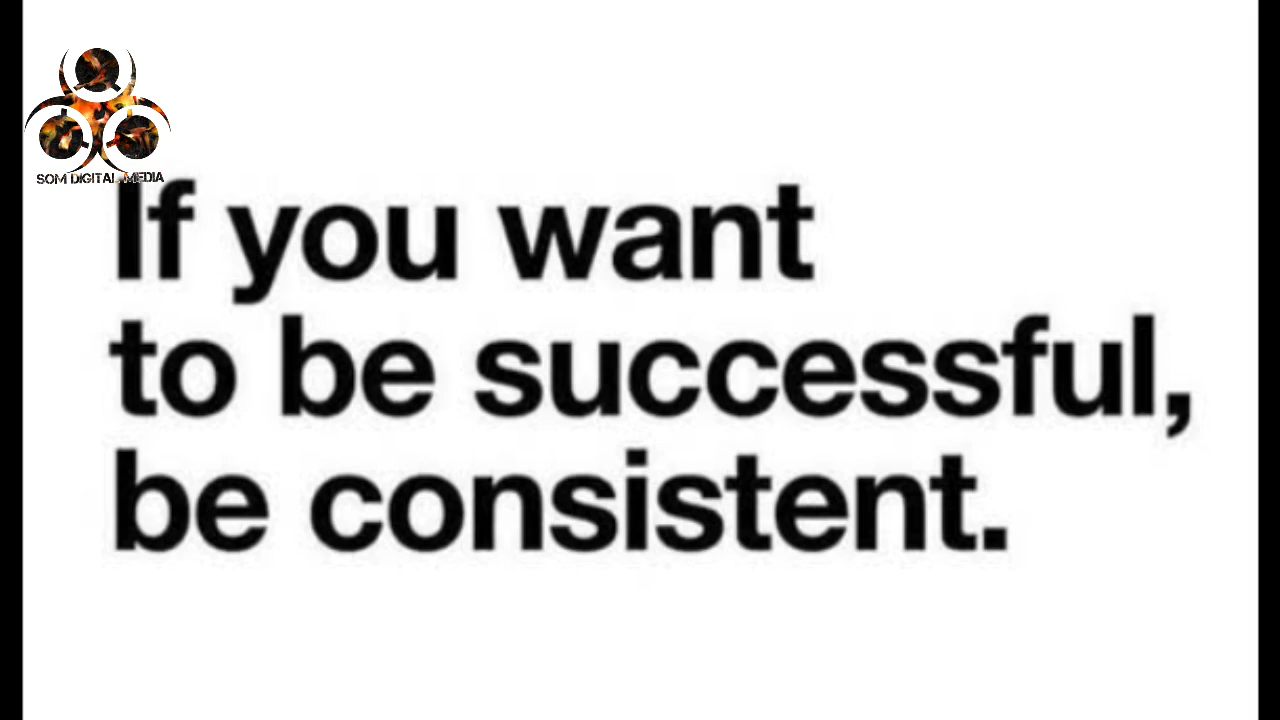 SOM DIGITAL MEDIA
If you want
to be successful,
be consistent.